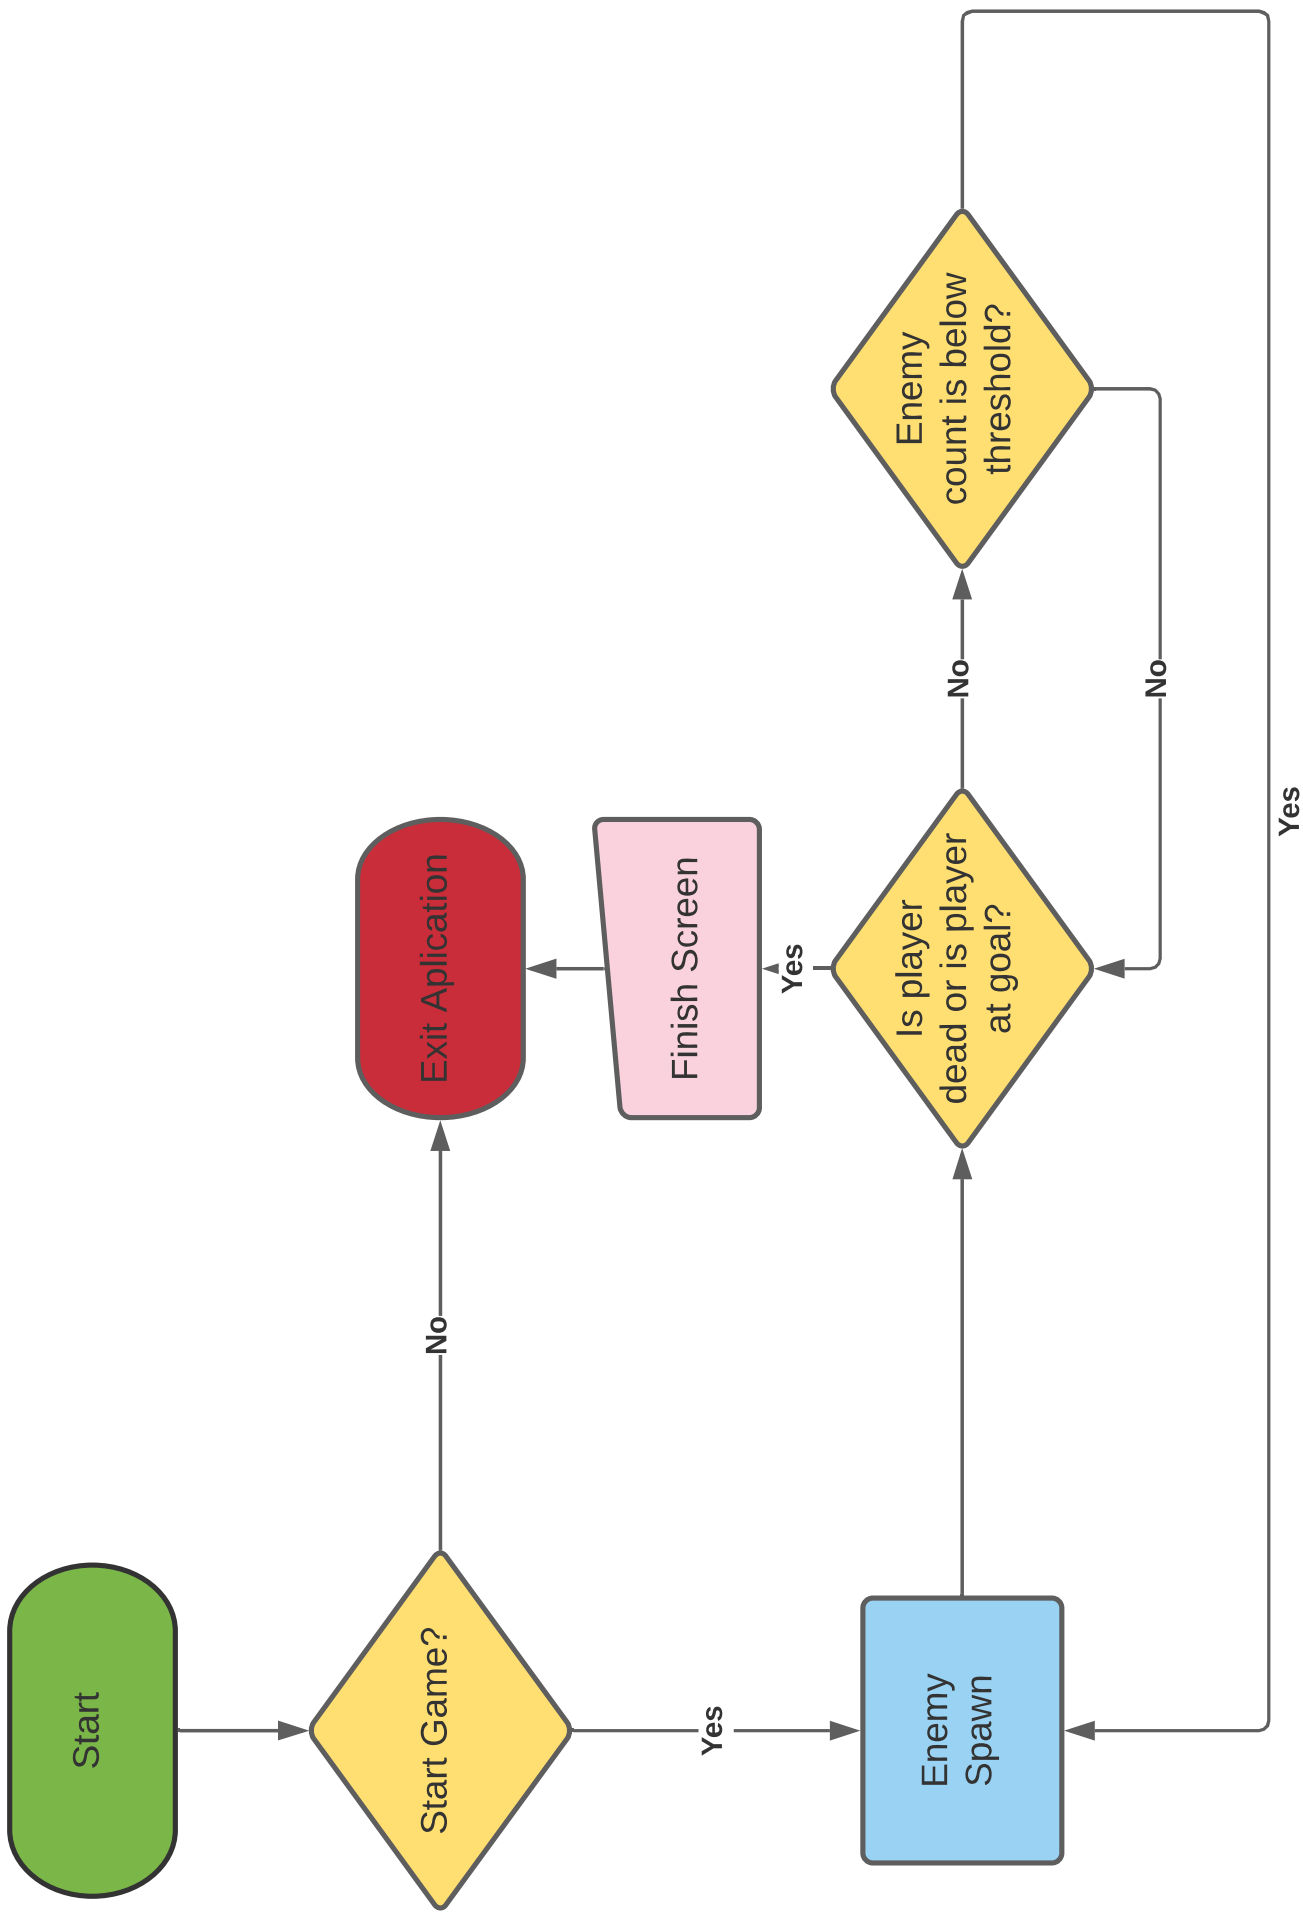 Start
Start Game?
No
Exit Aplication
Yes
Finish Screen
Yes
Enemy
Spawn
Is player
dead or is player
at goal?
No
Enemy
count is below
threshold?
No
Yes